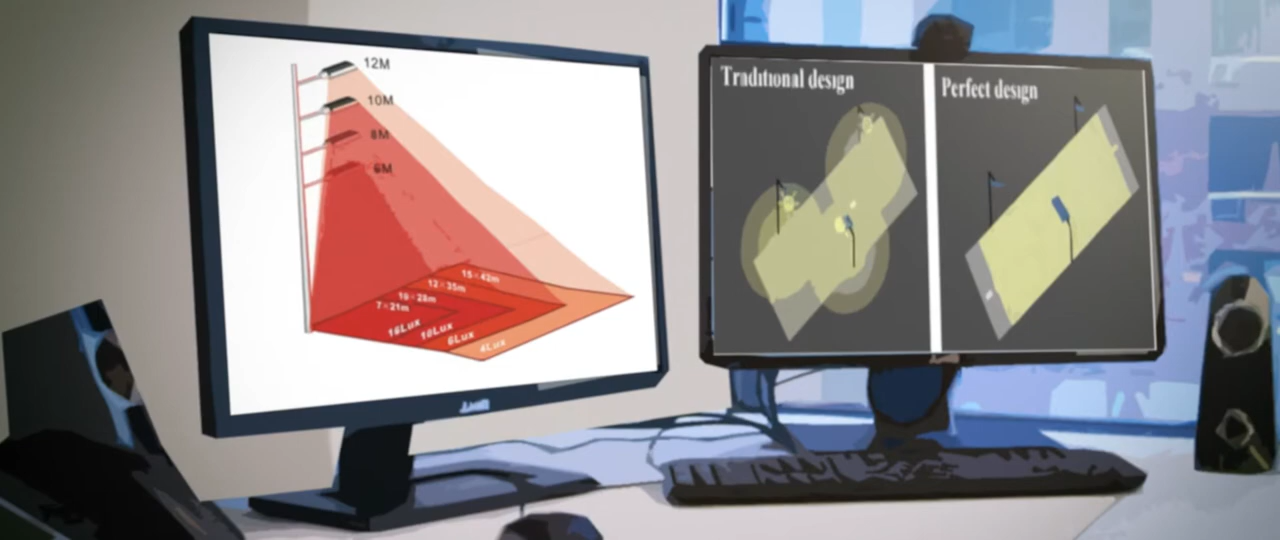 12M
10M
8M
6M
15×42m
12×35m
10×28m
7×21m
16Lux
10Lux
6Lux
4Lux
Traditional design
Perfect design